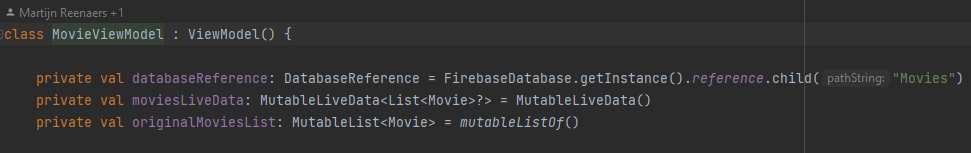 Martijn Reenaers +1
class MovieViewModel : ViewModel() {
private val databaseReference: DatabaseReference = FirebaseDatabase.getInstance().reference.child( pathString: "Movies")
private val moviesLiveData: MutableLiveData<List<Movie>?> = MutableLiveData()
private val originalMoviesList: MutableList<Movie> = mutableListOf()